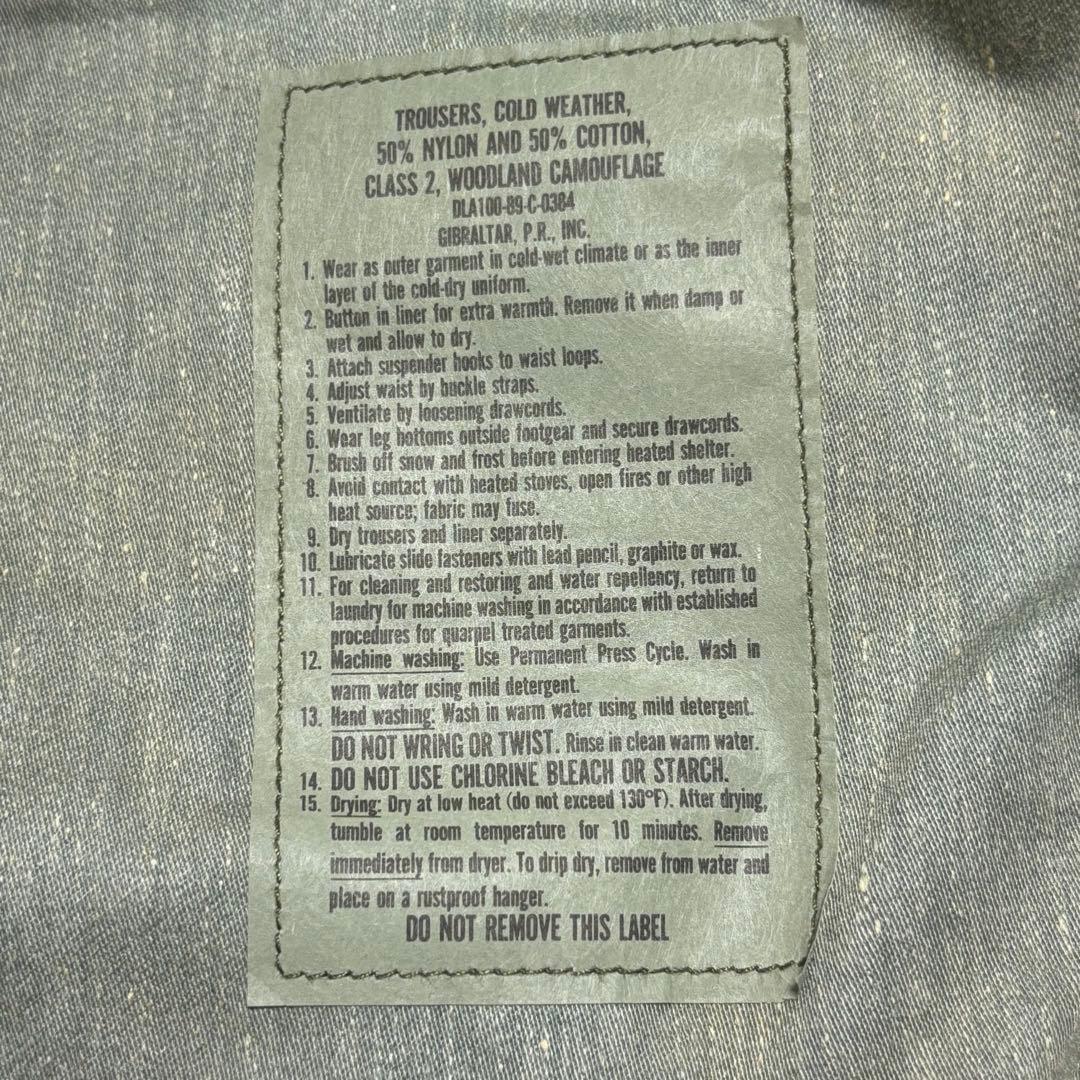 TROUSERS, COLD WEATHER,
50% NYLON AND 50% COTTON,
CLASS 2, WOODLAND CAMOUFLAGE
DLA100-89-C-0384
GIBRALTAR, P.R., INC.
1. Wear as outer garment in cold-wet climate or as the inner
layer of the cold-dry uniform.
2. Button in liner for extra warmth. Remove it when damp or
wet and allow to dry.
3. Attach suspender hooks to waist loops.
4. Adjust waist by buckle straps.
5. Ventilate by loosening drawcords.
6. Wear leg bottoms outside footgear and secure drawcords.
7. Brush off snow and frost before entering heated shelter.
8. Avoid contact with heated stoves, open fires or other high
heat source; fabric may fuse.
9. Dry trousers and liner separately.
10. Lubricate slide fasteners with lead pencil, graphite or wax.
11. For cleaning and restoring and water repellency, return to
laundry for machine washing in accordance with established
procedures for quarpel treated garments.
12. Machine washing: Use Permanent Press Cycle. Wash in
warm water using mild detergent.
13. Hand washing: Wash in warm water using mild detergent.
DO NOT WRING OR TWIST. Rinse in clean warm water.
14. DO NOT USE CHLORINE BLEACH OR STARCH.
15. Drying: Dry at low heat (do not exceed 130°F). After drying,
tumble at room temperature for 10 minutes. Remove
immediately from dryer. To drip dry, remove from water and
place on a rustproof hanger.
DO NOT REMOVE THIS LABEL